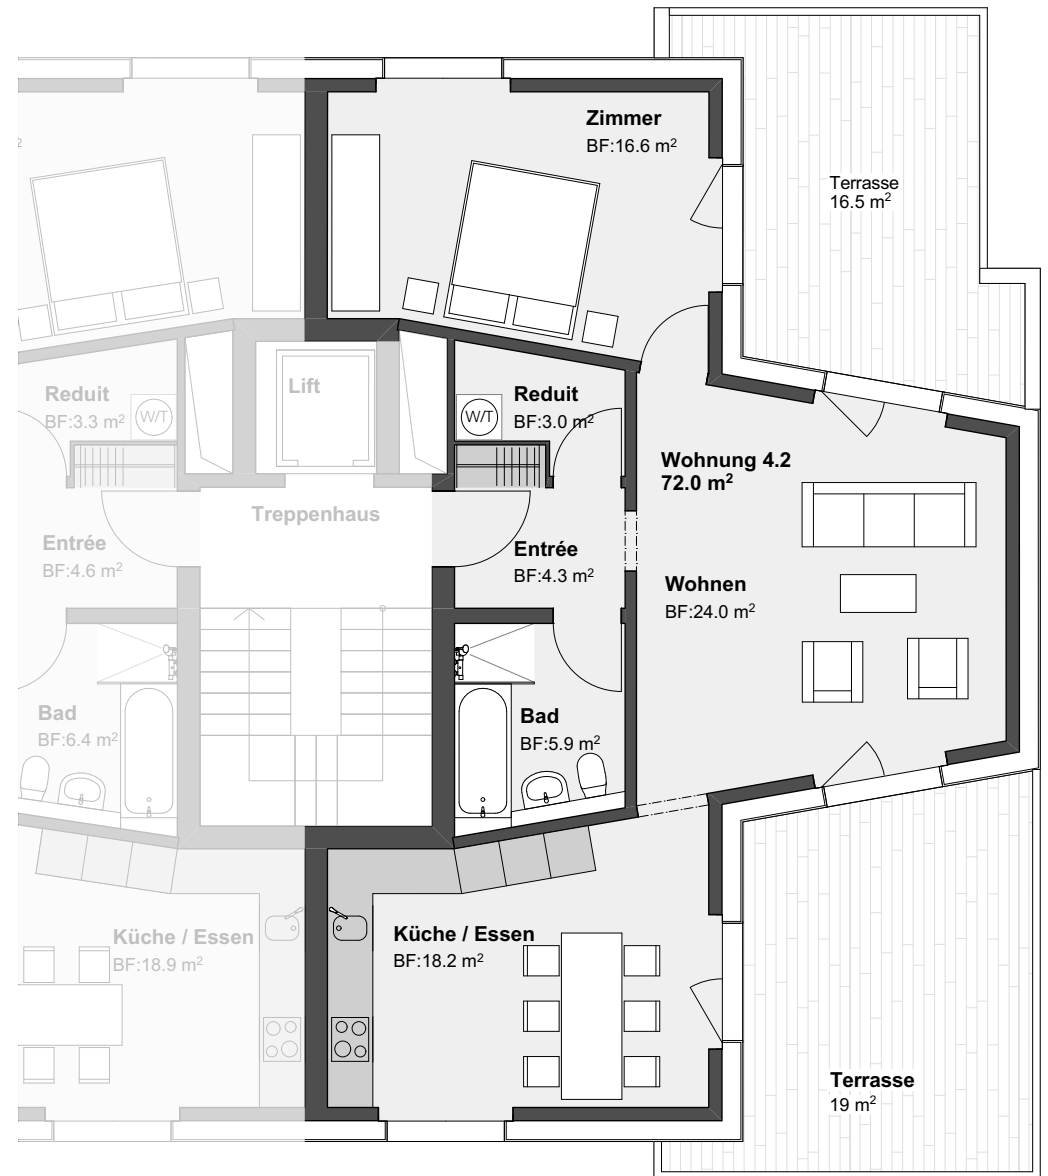 Zimmer
BF:16.6 m²
Terrasse
16.5 m²
Reduit
BF:3.3 m²
W/T
Lift
Reduit
BF:3.0 m²
W/T
Wohnung 4.2
72.0 m²
Treppenhaus
Entrée
BF:4.6 m²
Entrée
BF:4.3 m²
Wohnen
BF:24.0 m²
Bad
BF:6.4 m²
Bad
BF:5.9 m²
Küche / Essen
BF:18.9 m²
Küche / Essen
BF:18.2 m²
Terrasse
19 m²